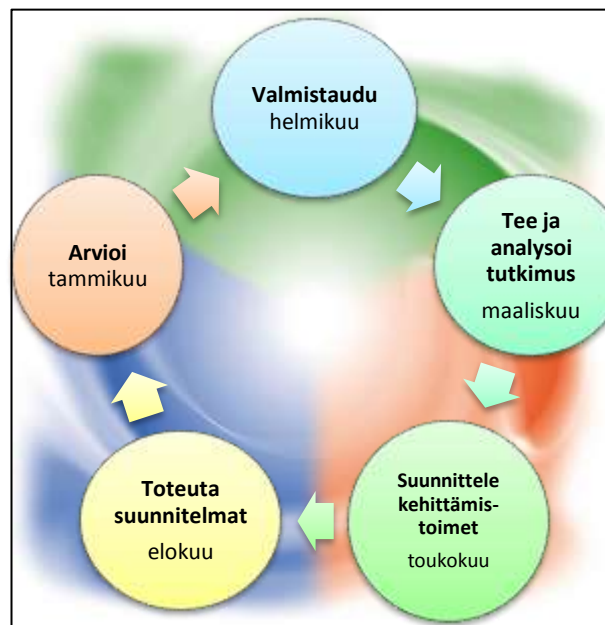 Valmistaudu
helmikuu
Tee ja
analysoi
tutkimus
maaliskuu
Suunnittele
kehittämis-
toimet
toukokuu
Toteuta
suunnitelmat
elokuu
Arvioi
tammikuu